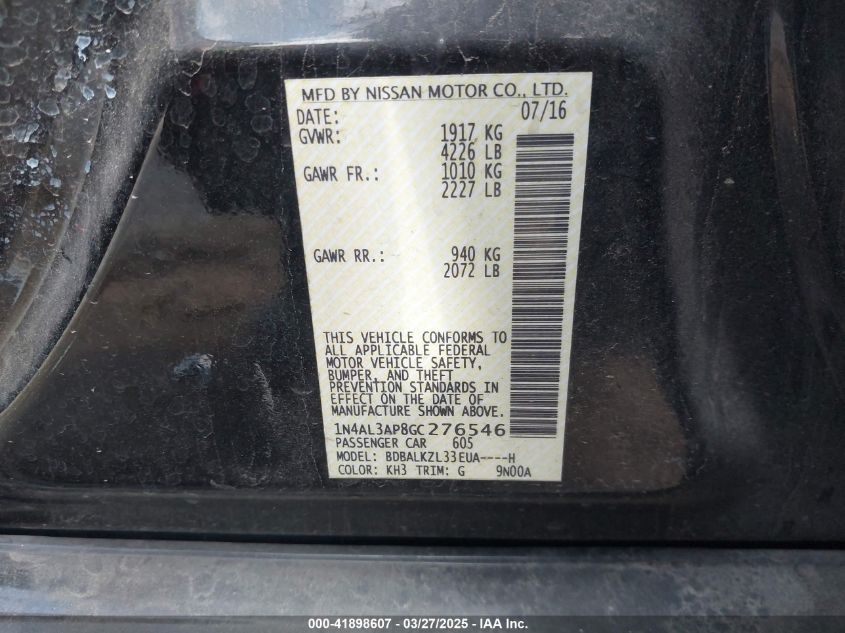 MFD BY NISSAN MOTOR CO., LTD.
DATE: 07/16
GVWR: 1917 KG
4226 LB
GAWR FR.: 1010 KG
2227 LB
GAWR RR.: 940 KG
2072 LB
THIS VEHICLE CONFORMS TO
ALL APPLICABLE FEDERAL
MOTOR VEHICLE SAFETY,
BUMPER, AND THEFT
PREVENTION STANDARDS IN
EFFECT ON THE DATE OF
MANUFACTURE SHOWN ABOVE.
1N4AL3AP8GC276546
PASSENGER CAR 605
MODEL: BDBALKZL33EUA----H
COLOR: KH3 TRIM: G 9N00A
000-41898607 - 03/27/2025 - IAA Inc.